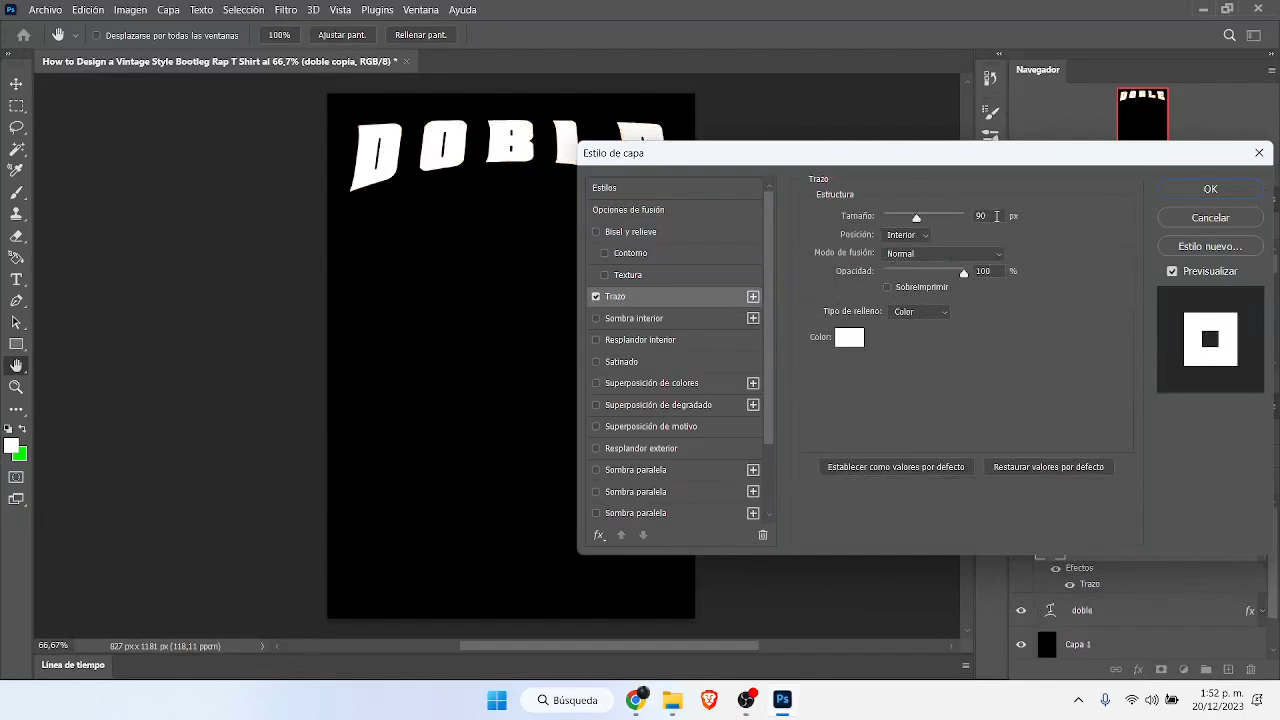 Ps Archivo Edición Imagen Capa Texto Selección Filtro 3D Vista Plugins Ventana Ayuda
Desplazarse por todas las ventanas 100% Ajustar pant. Rellenar pant.
How to Design a Vintage Style Bootleg Rap T Shirt al 66,7% (doble copia, RGB/8) *
Navegador
DOBLE
DOBLE
Estilo de capa
Estilos
Opciones de fusión
Bisel y relieve
Contorno
Textura
Trazo
Sombra interior
Resplandor interior
Satinado
Superposición de colores
Superposición de degradado
Superposición de motivo
Resplandor exterior
Sombra paralela
Sombra paralela
Sombra paralela
fx
Trazo
Estructura
Tamaño: 90 px
Posición: Interior
Modo de fusión: Normal
Opacidad: 100 %
Sobreimprimir
Tipo de relleno: Color
Color:
Establecer como valores por defecto Restaurar valores por defecto
OK
Cancelar
Estilo nuevo...
Previsualizar
Efectos
Trazo
doble fx
Capa 1
66,67% 827 px x 1181 px (118,11 ppcm)
Línea de tiempo
Búsqueda
Ps
20/12/2023